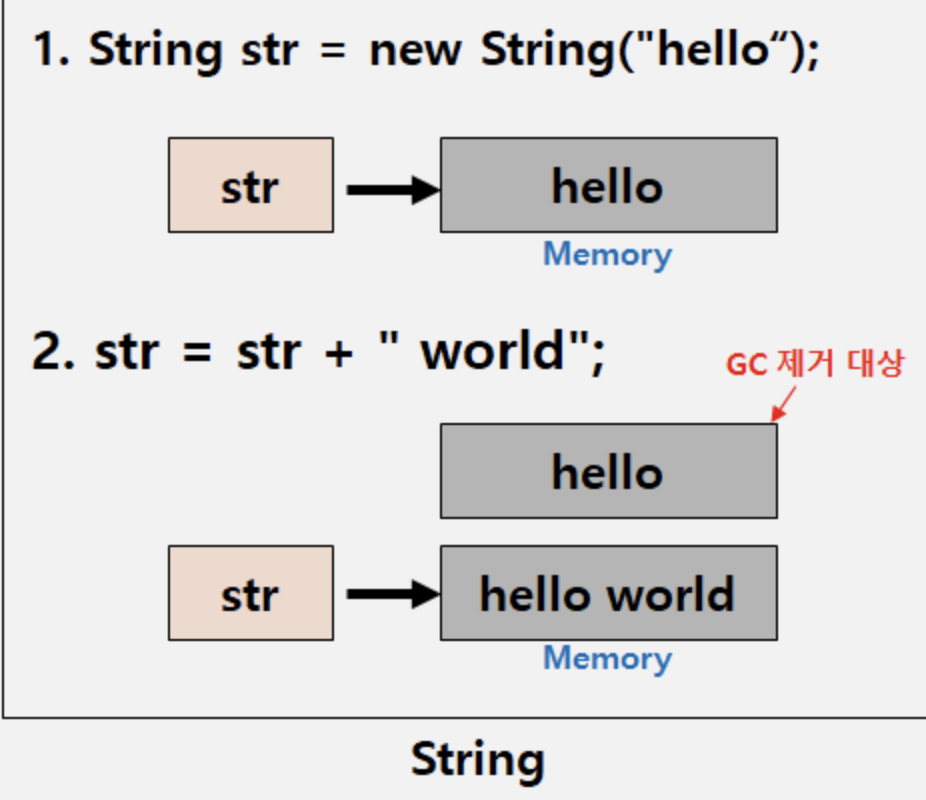 1. String str = new String("hello“);
str
hello
Memory
2. str = str + " world";
GC 제거 대상
hello
str
hello world
Memory
String